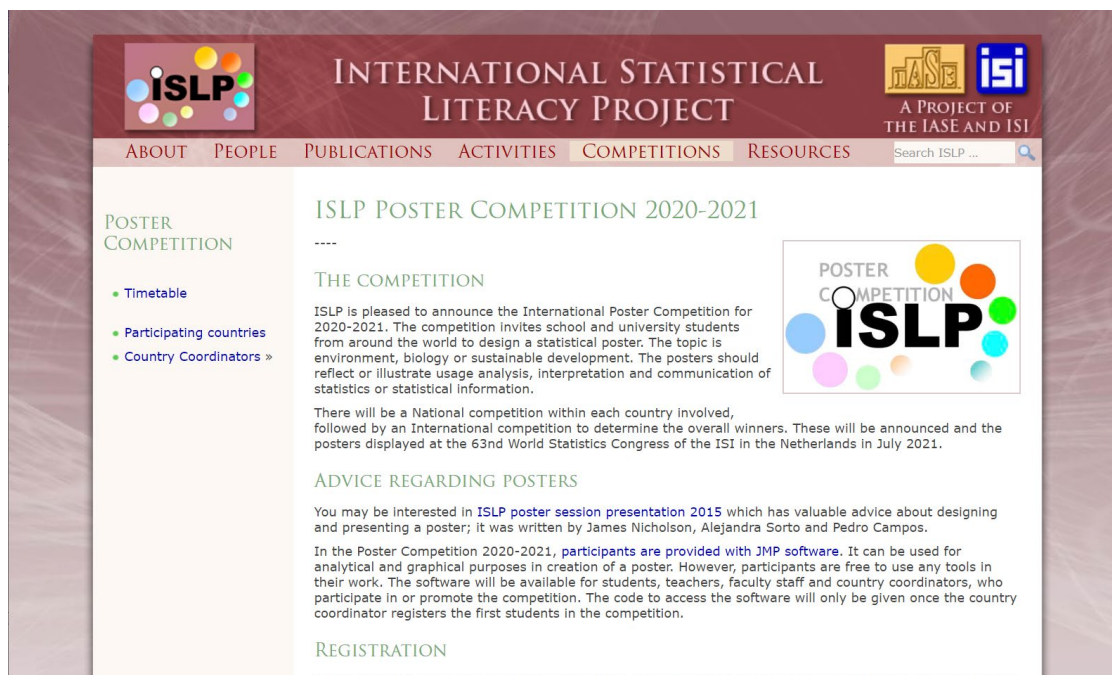 iSLP
INTERNATIONAL STATISTICAL
LITERACY PROJECT
IASE isi
A PROJECT OF
THE IASE AND ISI
ABOUT PEOPLE PUBLICATIONS ACTIVITIES COMPETITIONS RESOURCES Search ISLP ...
POSTER
COMPETITION
Timetable
Participating countries
Country Coordinators »
ISLP POSTER COMPETITION 2020-2021
----
POSTER
COMPETITION
iSLP
THE COMPETITION
ISLP is pleased to announce the International Poster Competition for
2020-2021. The competition invites school and university students
from around the world to design a statistical poster. The topic is
environment, biology or sustainable development. The posters should
reflect or illustrate usage analysis, interpretation and communication of
statistics or statistical information.
There will be a National competition within each country involved,
followed by an International competition to determine the overall winners. These will be announced and the
posters displayed at the 63nd World Statistics Congress of the ISI in the Netherlands in July 2021.
ADVICE REGARDING POSTERS
You may be interested in ISLP poster session presentation 2015 which has valuable advice about designing
and presenting a poster; it was written by James Nicholson, Alejandra Sorto and Pedro Campos.
In the Poster Competition 2020-2021, participants are provided with JMP software. It can be used for
analytical and graphical purposes in creation of a poster. However, participants are free to use any tools in
their work. The software will be available for students, teachers, faculty staff and country coordinators, who
participate in or promote the competition. The code to access the software will only be given once the country
coordinator registers the first students in the competition.
REGISTRATION